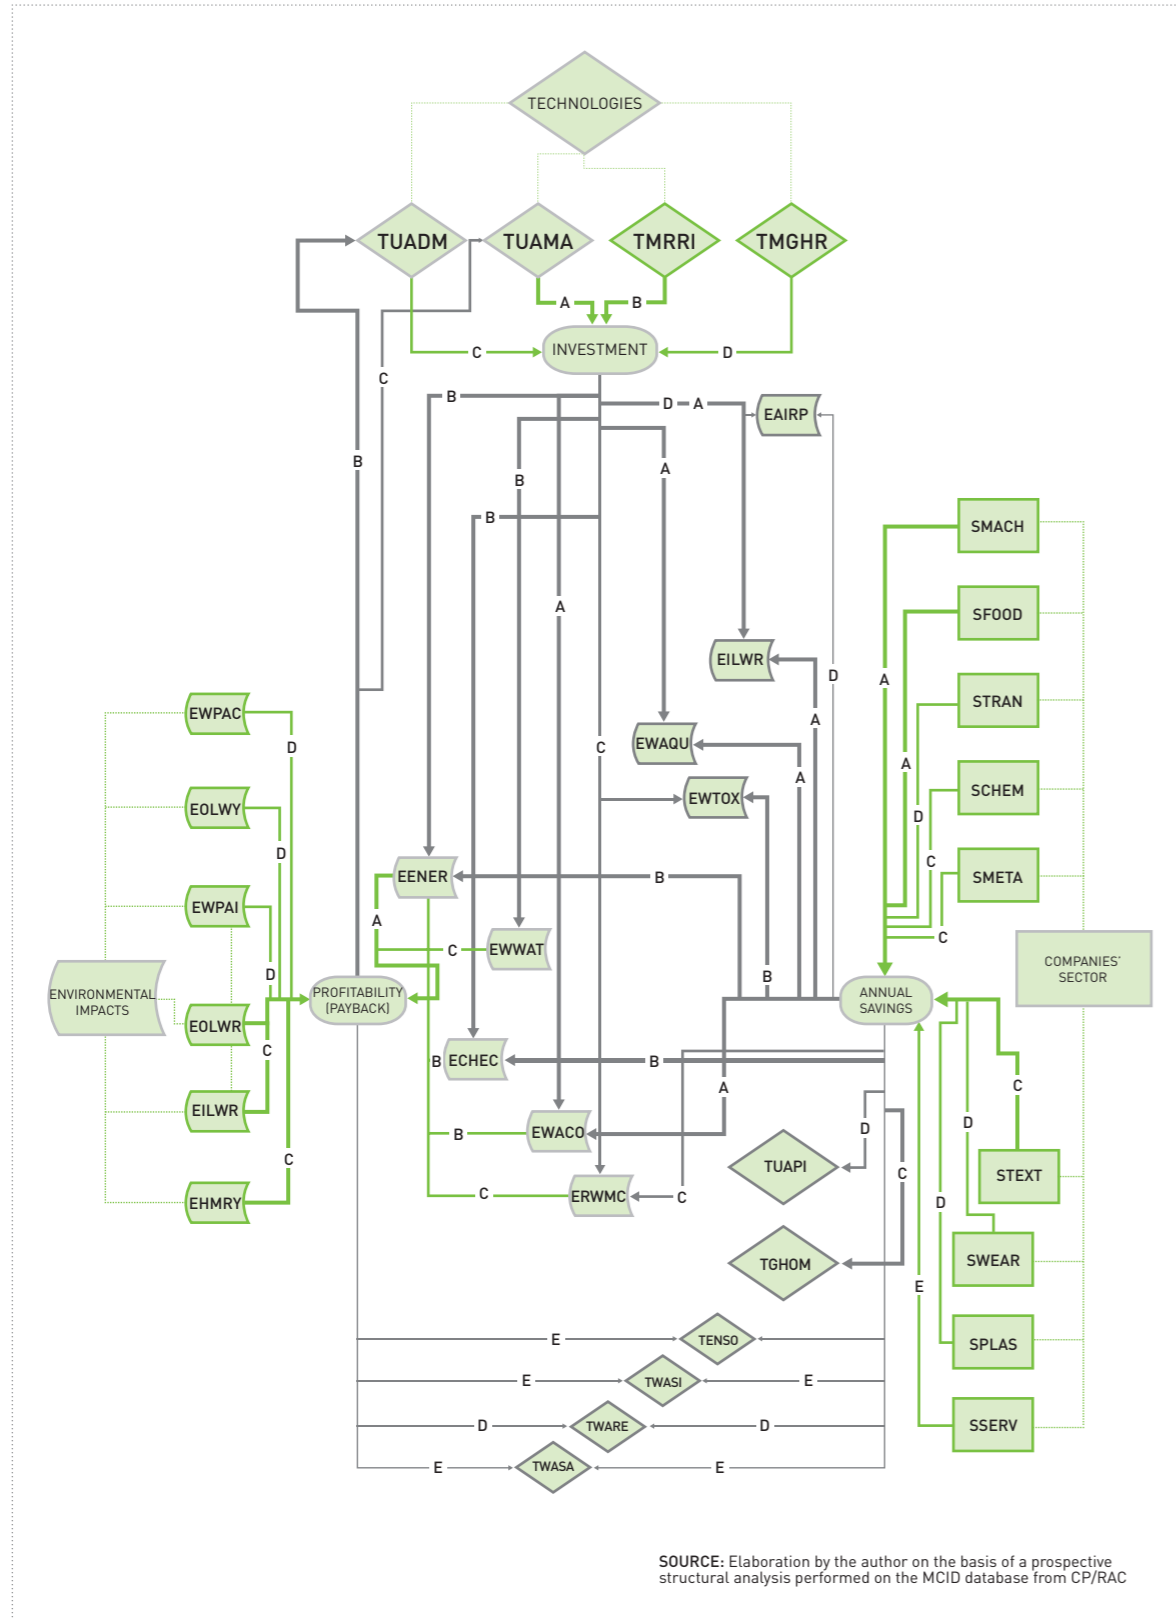 TECHNOLOGIES
TUADM
TUAMA
TMRRI
TMGHR
A
B
INVESTMENT
C
D
C
B
D
A
EAIRP
B
A
B
B
SMACH
A
SFOOD
EILWR
D
A
STRAN
EWPAC
A
EWAQU
D
C
A
A
SCHEM
EWTOX
EOLWY
D
C
D
EENER
B
SMETA
EWPAI
A
C
EWWAT
C
COMPANIES'
SECTOR
D
B
ENVIRONMENTAL
IMPACTS
PROFITABILITY
(PAYBACK)
ANNUAL
SAVINGS
EOLWR
C
B
ECHEC
B
A
C
EILWR
B
EWACO
D
D
C
TUAPI
C
STEXT
EHMRY
C
ERWMC
C
D
SWEAR
TGHOM
E
E
TENSO
SPLAS
E
TWASI
E
D
TWARE
D
SSERV
E
TWASA
E
SOURCE: Elaboration by the author on the basis of a prospective
structural analysis performed on the MCID database from CP/RAC